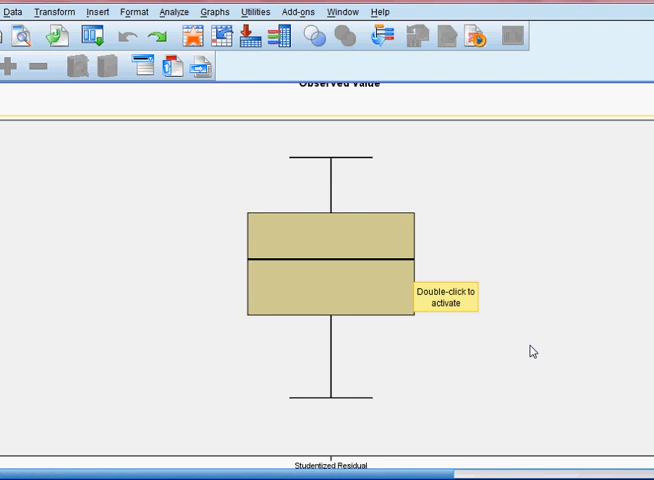 Data Transform Insert Format Analyze Graphs Utilities Add-ons Window Help
Observed Value
Double-click to
activate
Studentized Residual